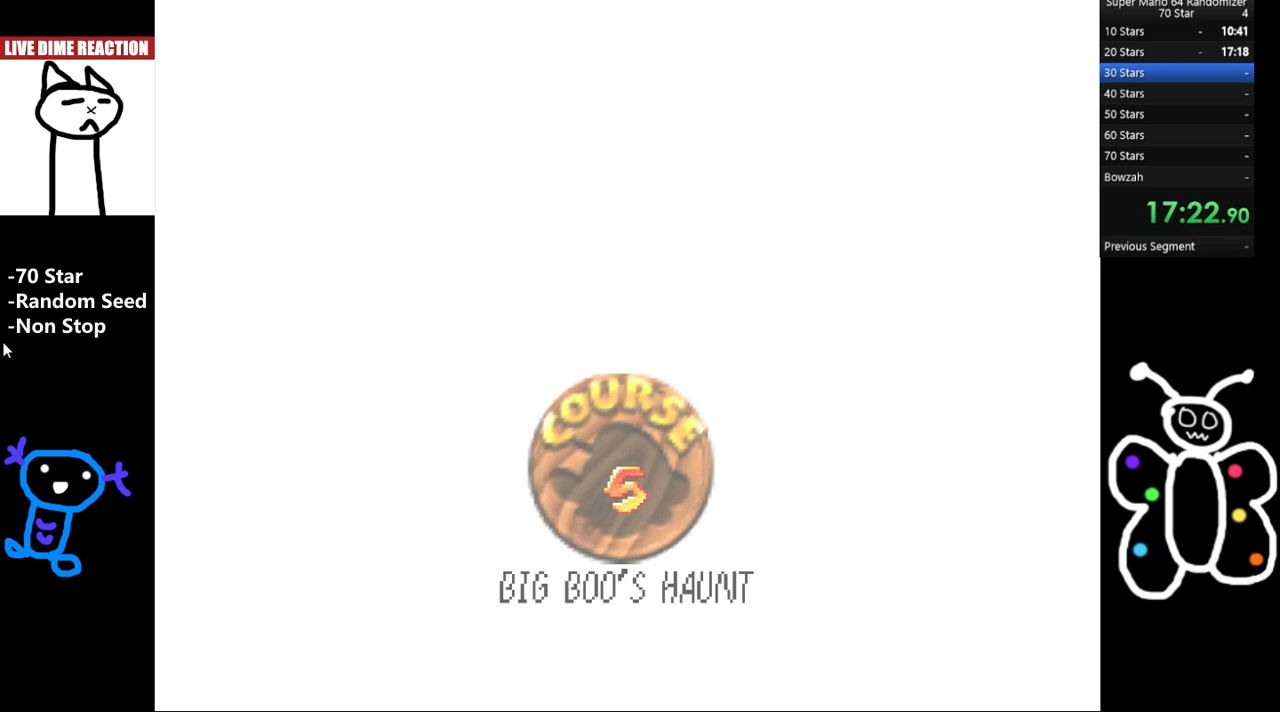 LIVE DIME REACTION
-70 Star
-Random Seed
-Non Stop
COURSE
5
BIG BOO'S HAUNT
Super Mario 64 Randomizer
70 Star 4
10 Stars - 10:41
20 Stars - 17:18
30 Stars -
40 Stars -
50 Stars -
60 Stars -
70 Stars -
Bowzah -
17:22.90
Previous Segment -